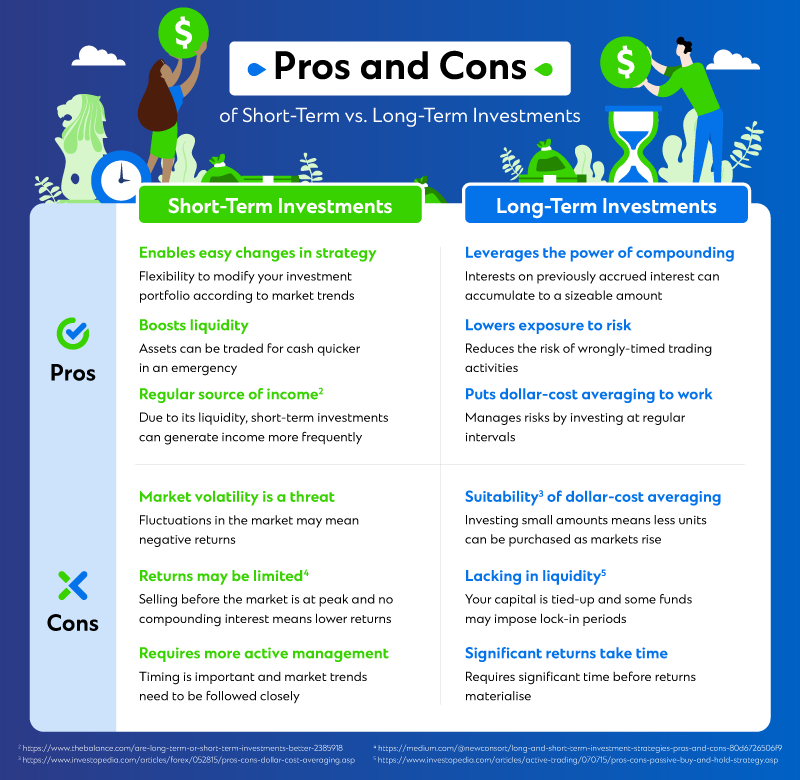 Pros and Cons
of Short-Term vs. Long-Term Investments
$
$
Short-Term Investments
Long-Term Investments
Pros
Enables easy changes in strategy
Flexibility to modify your investment
portfolio according to market trends
Boosts liquidity
Assets can be traded for cash quicker
in an emergency
Regular source of income²
Due to its liquidity, short-term investments
can generate income more frequently
Leverages the power of compounding
Interests on previously accrued interest can
accumulate to a sizeable amount
Lowers exposure to risk
Reduces the risk of wrongly-timed trading
activities
Puts dollar-cost averaging to work
Manages risks by investing at regular
intervals
Cons
Market volatility is a threat
Fluctuations in the market may mean
negative returns
Returns may be limited⁴
Selling before the market is at peak and no
compounding interest means lower returns
Requires more active management
Timing is important and market trends
need to be followed closely
Suitability³ of dollar-cost averaging
Investing small amounts means less units
can be purchased as markets rise
Lacking in liquidity⁵
Your capital is tied-up and some funds
may impose lock-in periods
Significant returns take time
Requires significant time before returns
materialise
² https://www.thebalance.com/are-long-term-or-short-term-investments-better-2385918
³ https://www.investopedia.com/articles/forex/052815/pros-cons-dollar-cost-averaging.asp
⁴ https://medium.com/@newconsort/long-and-short-term-investment-strategies-pros-and-cons-80d6726506f9
⁵ https://www.investopedia.com/articles/active-trading/070715/pros-cons-passive-buy-and-hold-strategy.asp